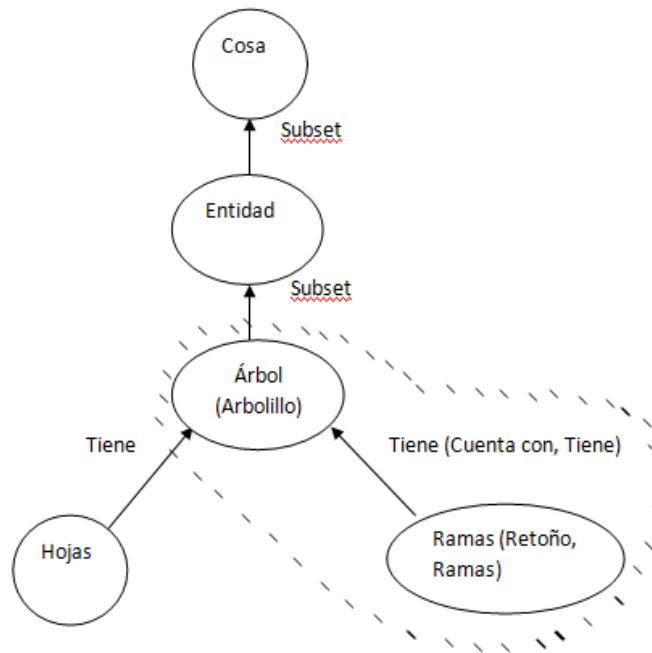 Cosa
Subset
Entidad
Subset
Árbol
(Arbolillo)
Tiene
Tiene (Cuenta con, Tiene)
Hojas
Ramas (Retoño,
Ramas)